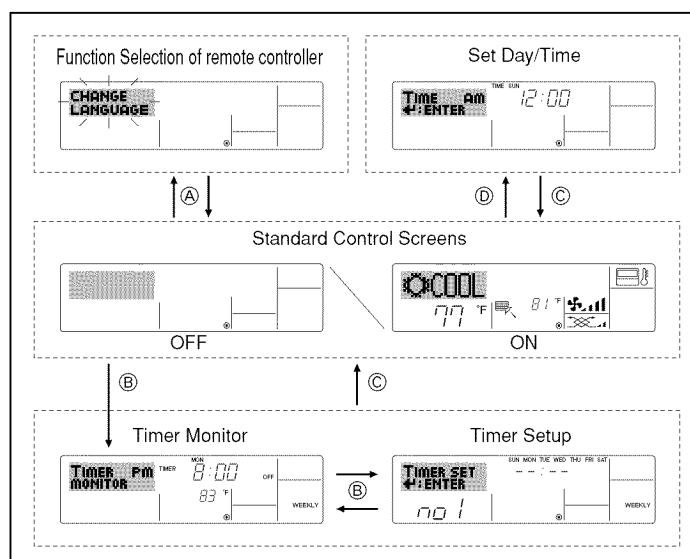 Function Selection of remote controller
CHANGE
LANGUAGE
Set Day/Time
TIME SUN
TIME AM 12:00
↵:ENTER
Ⓐ
Ⓓ
Ⓒ
Standard Control Screens
COOL
77 °F 81 °F
OFF
ON
Ⓑ
Ⓒ
Timer Monitor
MON
TIMER PM TIMER 8:00 OFF
MONITOR
83 °F
WEEKLY
Ⓑ
Timer Setup
SUN MON TUE WED THU FRI SAT
TIMER SET --:--
↵:ENTER
no 1
WEEKLY